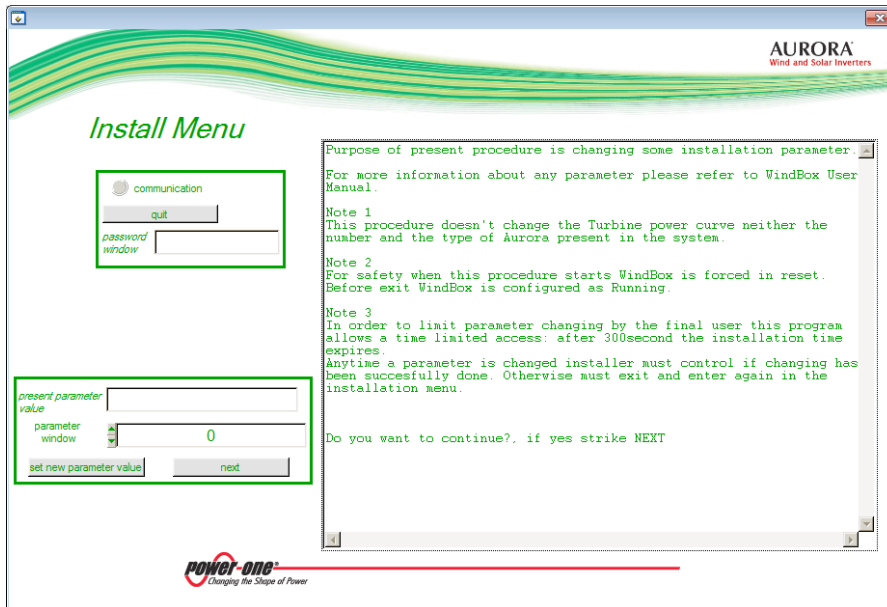 AURORA
Wind and Solar Inverters
Install Menu
communication
quit
password
window
present parameter
value
parameter
window
0
set new parameter value
next
Purpose of present procedure is changing some installation parameter.
For more information about any parameter please refer to WindBox User
Manual.
Note 1
This procedure doesn't change the Turbine power curve neither the
number and the type of Aurora present in the system.
Note 2
For safety when this procedure starts WindBox is forced in reset.
Before exit WindBox is configured as Running.
Note 3
In order to limit parameter changing by the final user this program
allows a time limited access: after 300second the installation time
expires.
Anytime a parameter is changed installer must control if changing has
been succesfully done. Otherwise must exit and enter again in the
installation menu.
Do you want to continue?, if yes strike NEXT
power-one®
Changing the Shape of Power